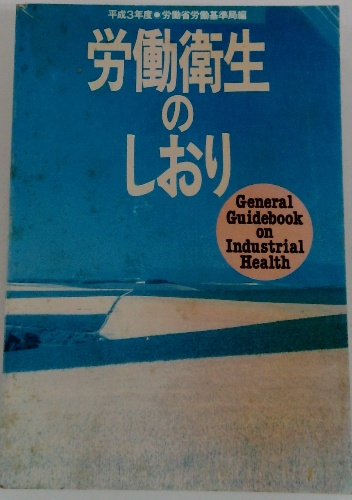 平成3年度●労働省労働基準局編
労働衛生
の
しおり
General
Guidebook
on
Industrial
Health